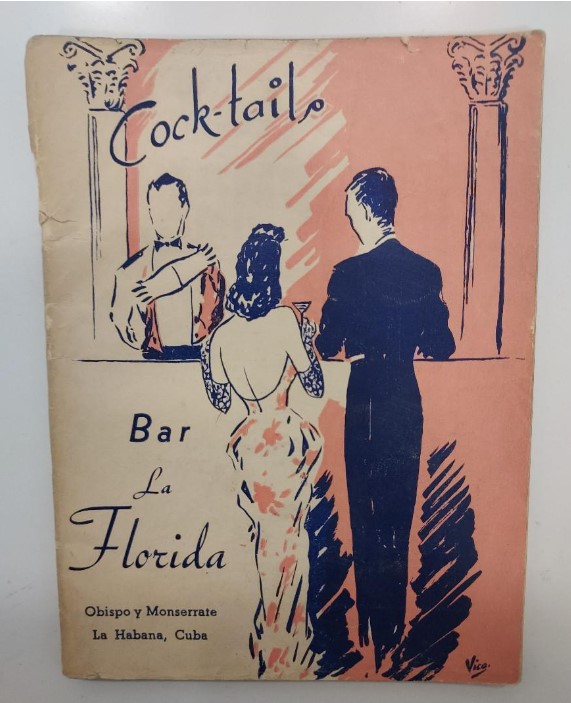 Cock-tails
Bar
La
Florida
Obispo y Monserrate
La Habana, Cuba
Vico.